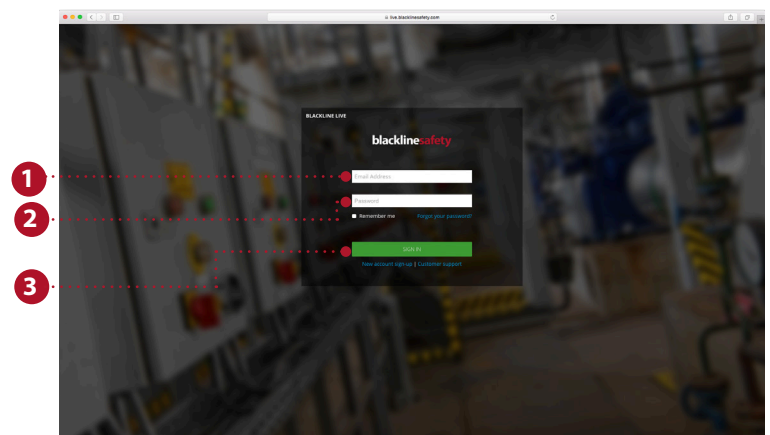 live.blacklinesafety.com
BLACKLINE LIVE
blacklinesafety
1
Email Address
2
Password
Remember me Forgot your password?
3
SIGN IN
New account sign-up | Customer support